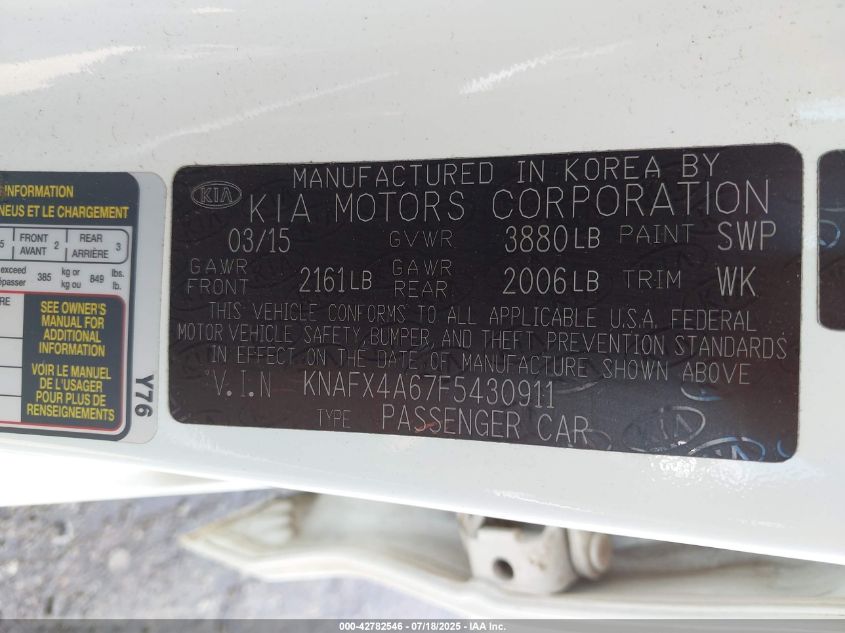 INFORMATION
NEUS ET LE CHARGEMENT
5 FRONT AVANT 2 REAR ARRIÈRE 3
exceed 385 kg or 849 lbs.
épasser kg ou lb.
RE
SEE OWNER'S
MANUAL FOR
ADDITIONAL
INFORMATION
VOIR LE MANUEL
DE L'USAGER
POUR PLUS DE
RENSEIGNEMENTS
Y76
KIA
MANUFACTURED IN KOREA BY
KIA MOTORS CORPORATION
03/15 GVWR 3880LB PAINT SWP
GAWR FRONT 2161LB GAWR REAR 2006LB TRIM WK
THIS VEHICLE CONFORMS TO ALL APPLICABLE U.S.A. FEDERAL
MOTOR VEHICLE SAFETY, BUMPER, AND THEFT PREVENTION STANDARDS
IN EFFECT ON THE DATE OF MANUFACTURE SHOWN ABOVE
V.I.N KNAFX4A67F5430911
TYPE PASSENGER CAR
000-42782546 - 07/18/2025 - IAA Inc.